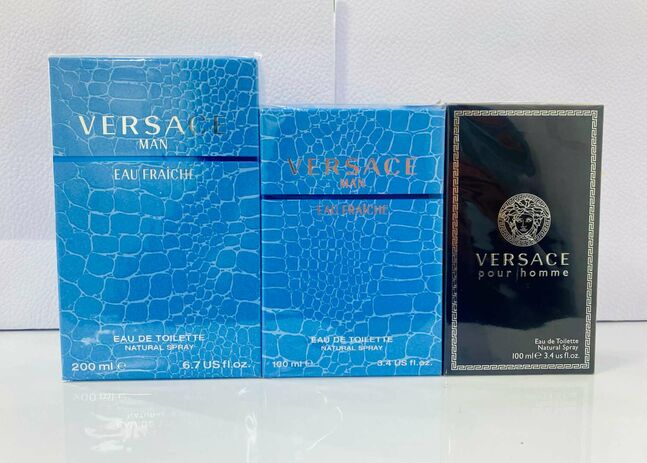 VERSACE
MAN
EAU FRAÎCHE
EAU DE TOILETTE
NATURAL SPRAY
200 ml e 6.7 US fl.oz.
VERSACE
MAN
EAU FRAÎCHE
EAU DE TOILETTE
NATURAL SPRAY
100 ml e 3.4 US fl.oz.
VERSACE
pour homme
Eau de Toilette
Natural Spray
100 ml e 3.4 us fl.oz.